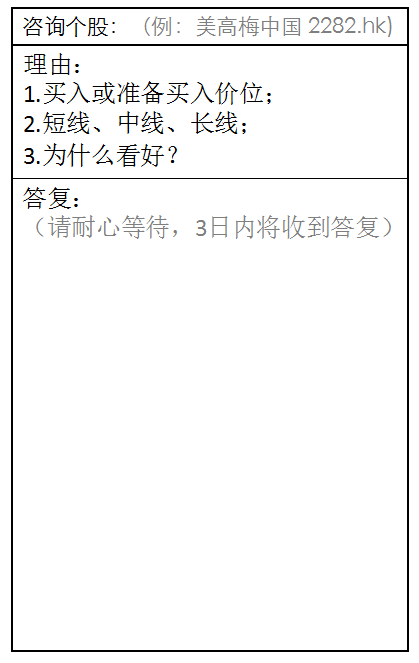 咨询个股：（例：美高梅中国 2282.hk）
理由：
1.买入或准备买入价位；
2.短线、中线、长线；
3.为什么看好？
答复：
（请耐心等待，3日内将收到答复）